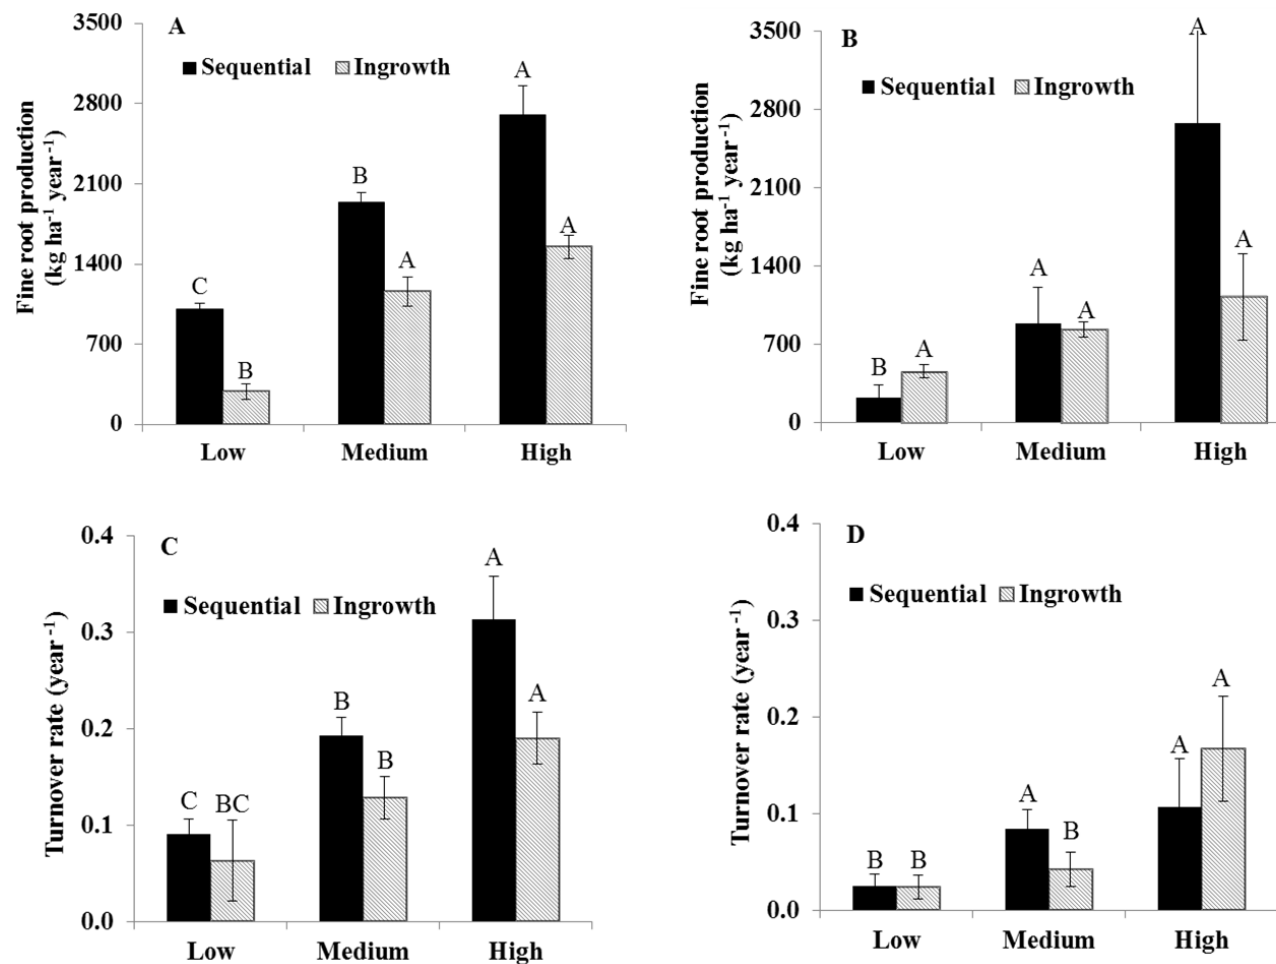 A
Sequential Ingrowth
Fine root production
(kg ha⁻¹ year⁻¹)
3500
2800
2100
1400
700
0
C
B
B
A
A
A
Low Medium High
B
Sequential Ingrowth
Fine root production
(kg ha⁻¹ year⁻¹)
3500
2800
2100
1400
700
0
B
A
A
A
A
A
Low Medium High
C
Sequential Ingrowth
Turnover rate (year⁻¹)
0.4
0.3
0.2
0.1
0.0
C
BC
B
B
A
A
Low Medium High
D
Sequential Ingrowth
Turnover rate (year⁻¹)
0.4
0.3
0.2
0.1
0.0
B
B
A
B
A
A
Low Medium High